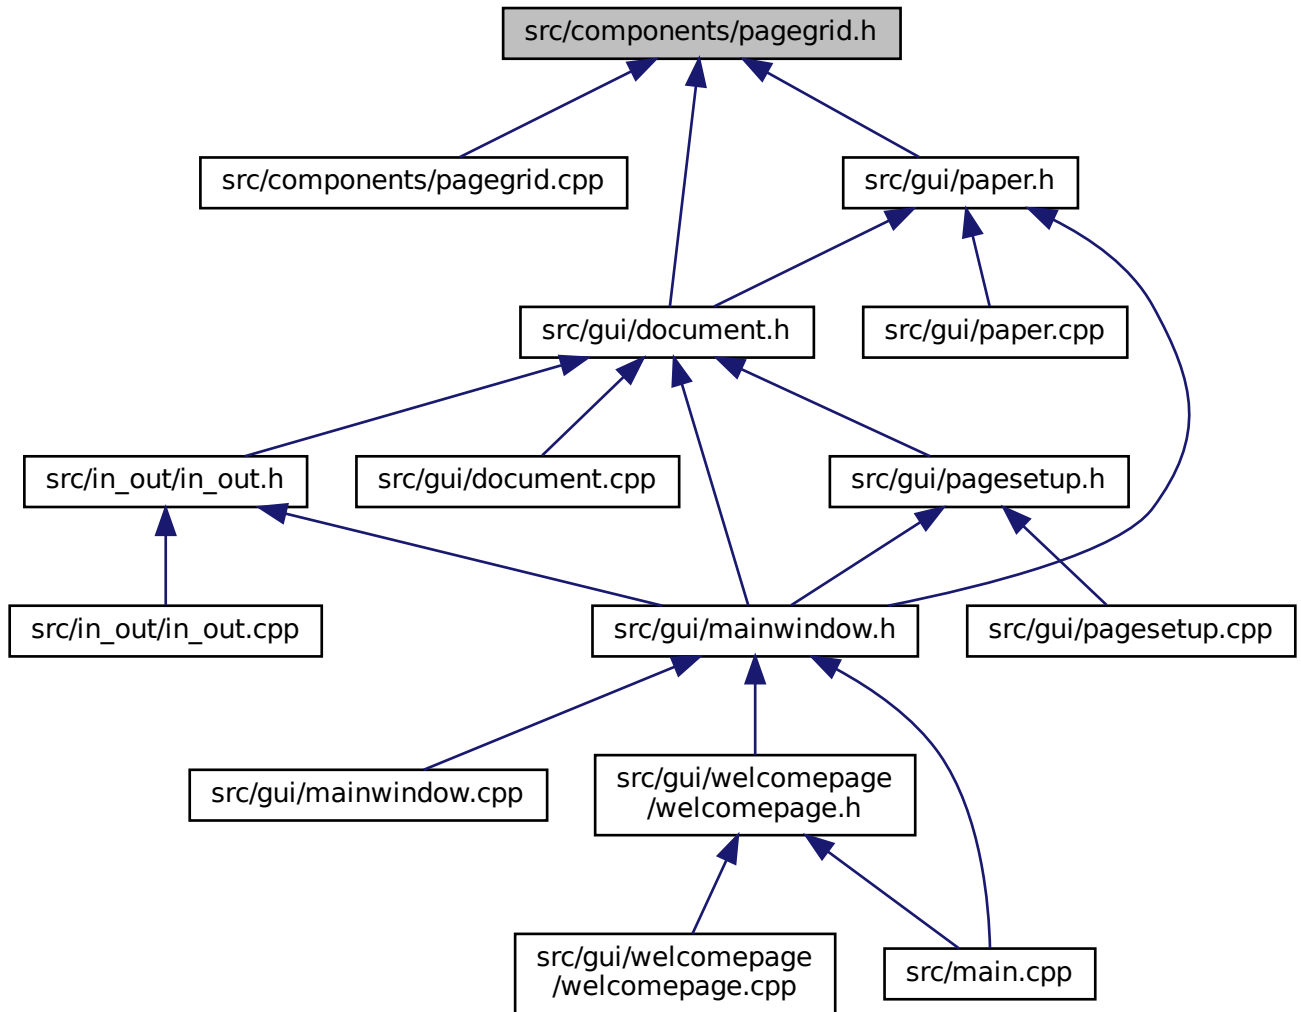 src/components/pagegrid.h
src/components/pagegrid.cpp
src/gui/paper.h
src/gui/document.h
src/gui/paper.cpp
src/in_out/in_out.h
src/gui/document.cpp
src/gui/pagesetup.h
src/in_out/in_out.cpp
src/gui/mainwindow.h
src/gui/pagesetup.cpp
src/gui/mainwindow.cpp
src/gui/welcomepage
/welcomepage.h
src/gui/welcomepage
/welcomepage.cpp
src/main.cpp